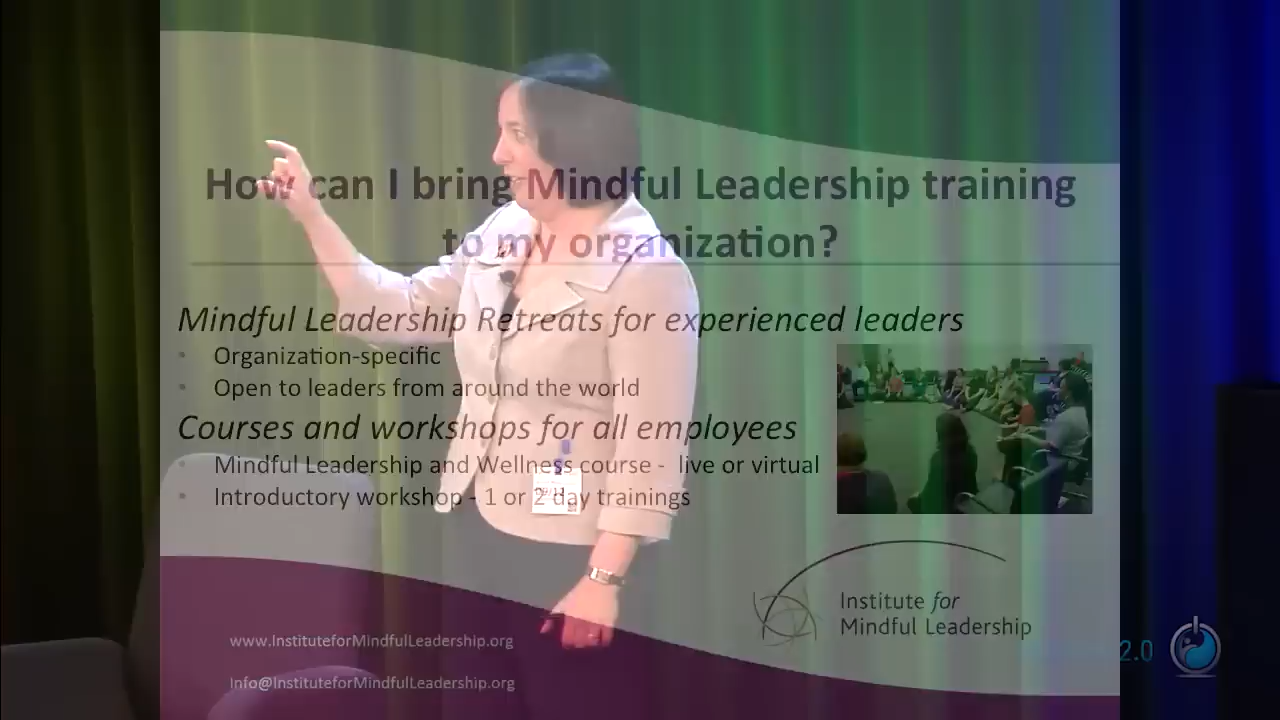 How can I bring Mindful Leadership training
to my organization?
Mindful Leadership Retreats for experienced leaders
• Organization-specific
• Open to leaders from around the world
Courses and workshops for all employees
• Mindful Leadership and Wellness course - live or virtual
• Introductory workshop - 1 or 2 day trainings
Institute for
Mindful Leadership
www.InstituteforMindfulLeadership.org
Info@InstituteforMindfulLeadership.org
2.0